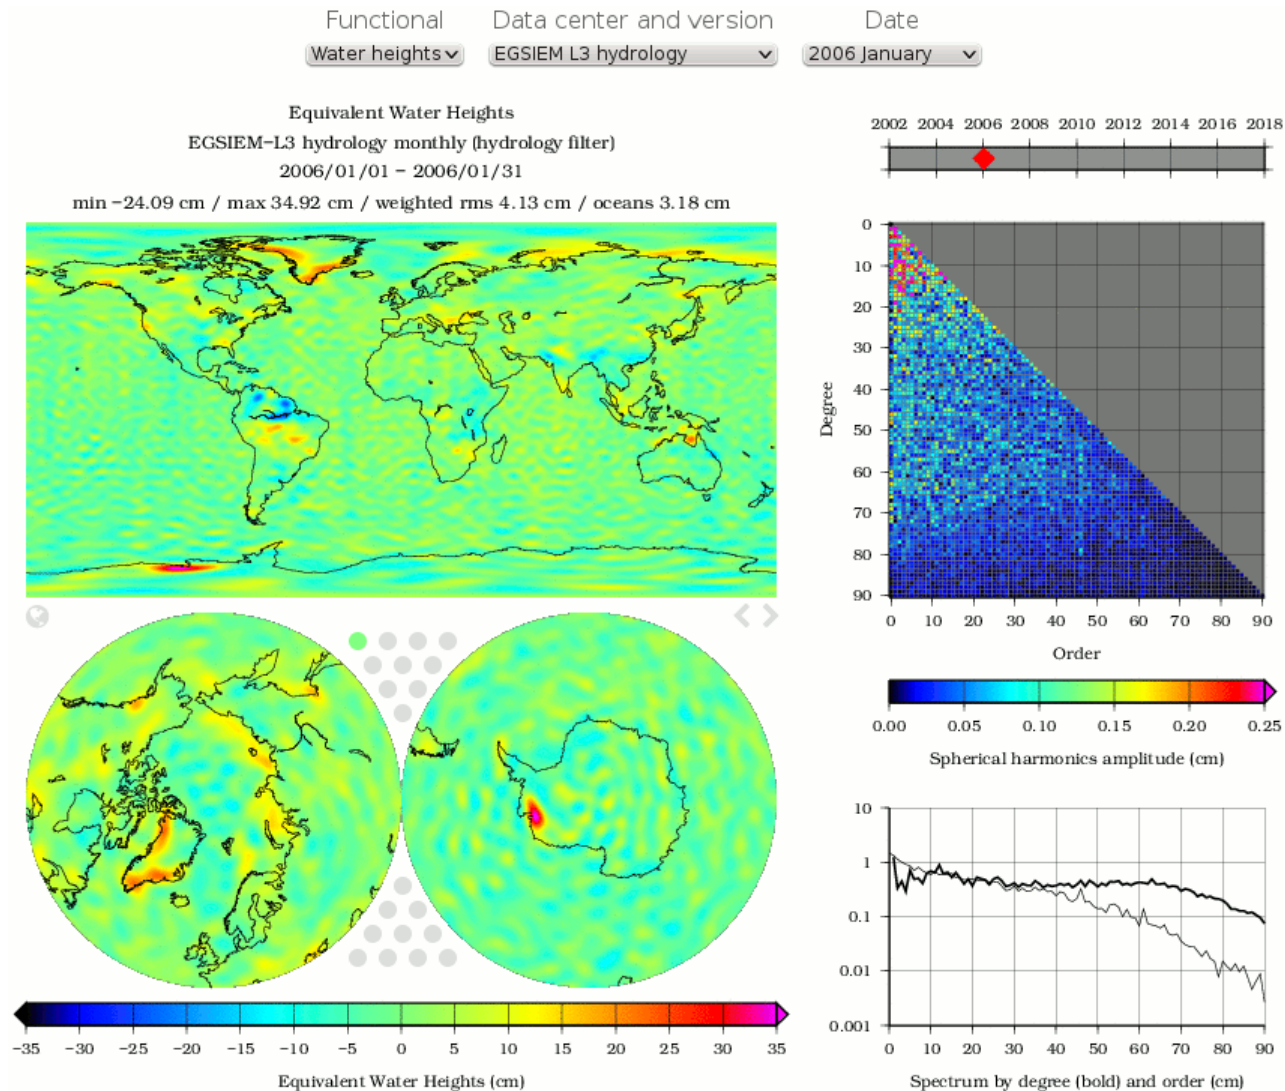 Functional Data center and version Date
Water heights EGSIEM L3 hydrology 2006 January
Equivalent Water Heights
EGSIEM-L3 hydrology monthly (hydrology filter)
2006/01/01 - 2006/01/31
min -24.09 cm / max 34.92 cm / weighted rms 4.13 cm / oceans 3.18 cm
2002 2004 2006 2008 2010 2012 2014 2016 2018
0
10
20
30
40
50
60
70
80
90
Degree
0 10 20 30 40 50 60 70 80 90
Order
0.00 0.05 0.10 0.15 0.20 0.25
Spherical harmonics amplitude (cm)
10
1
0.1
0.01
0.001
0 10 20 30 40 50 60 70 80 90
Spectrum by degree (bold) and order (cm)
-35 -30 -25 -20 -15 -10 -5 0 5 10 15 20 25 30 35
Equivalent Water Heights (cm)